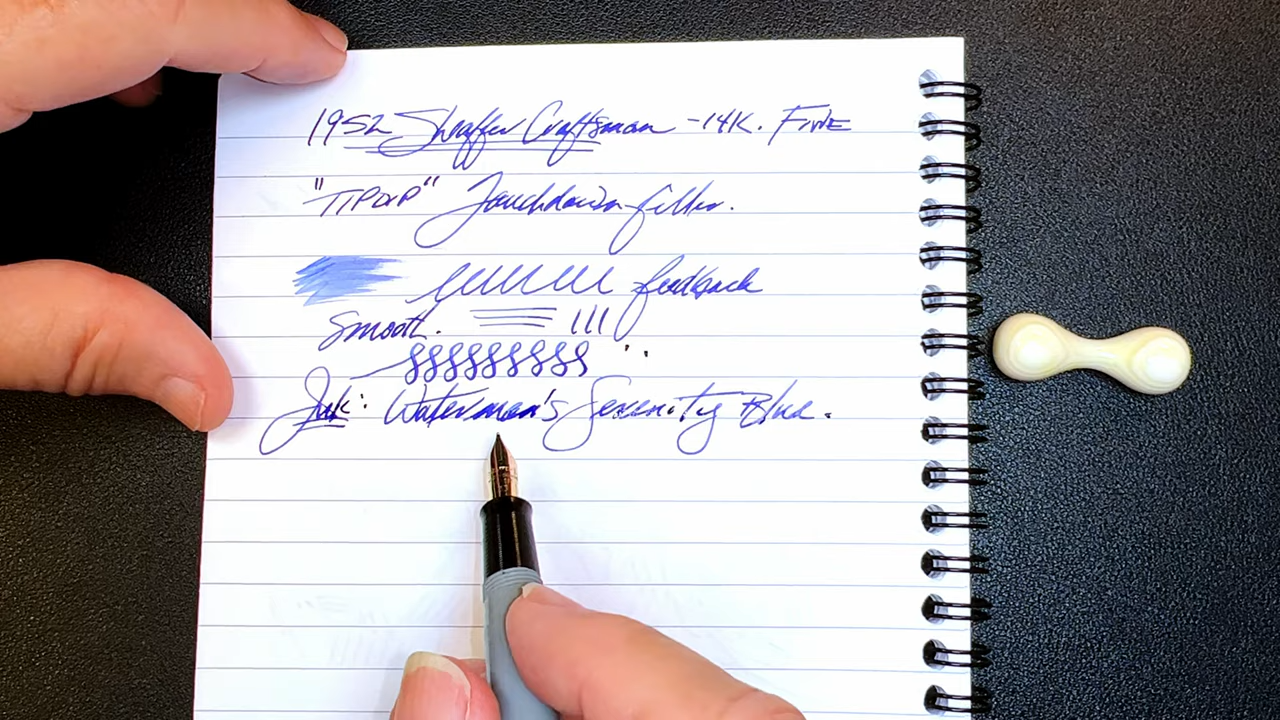 1952 Sheaffer Craftsman - 14K. FINE
"TIPDIP" Touchdown filler.
feedback
Smooth.
Ink: Waterman's Serenity Blue.